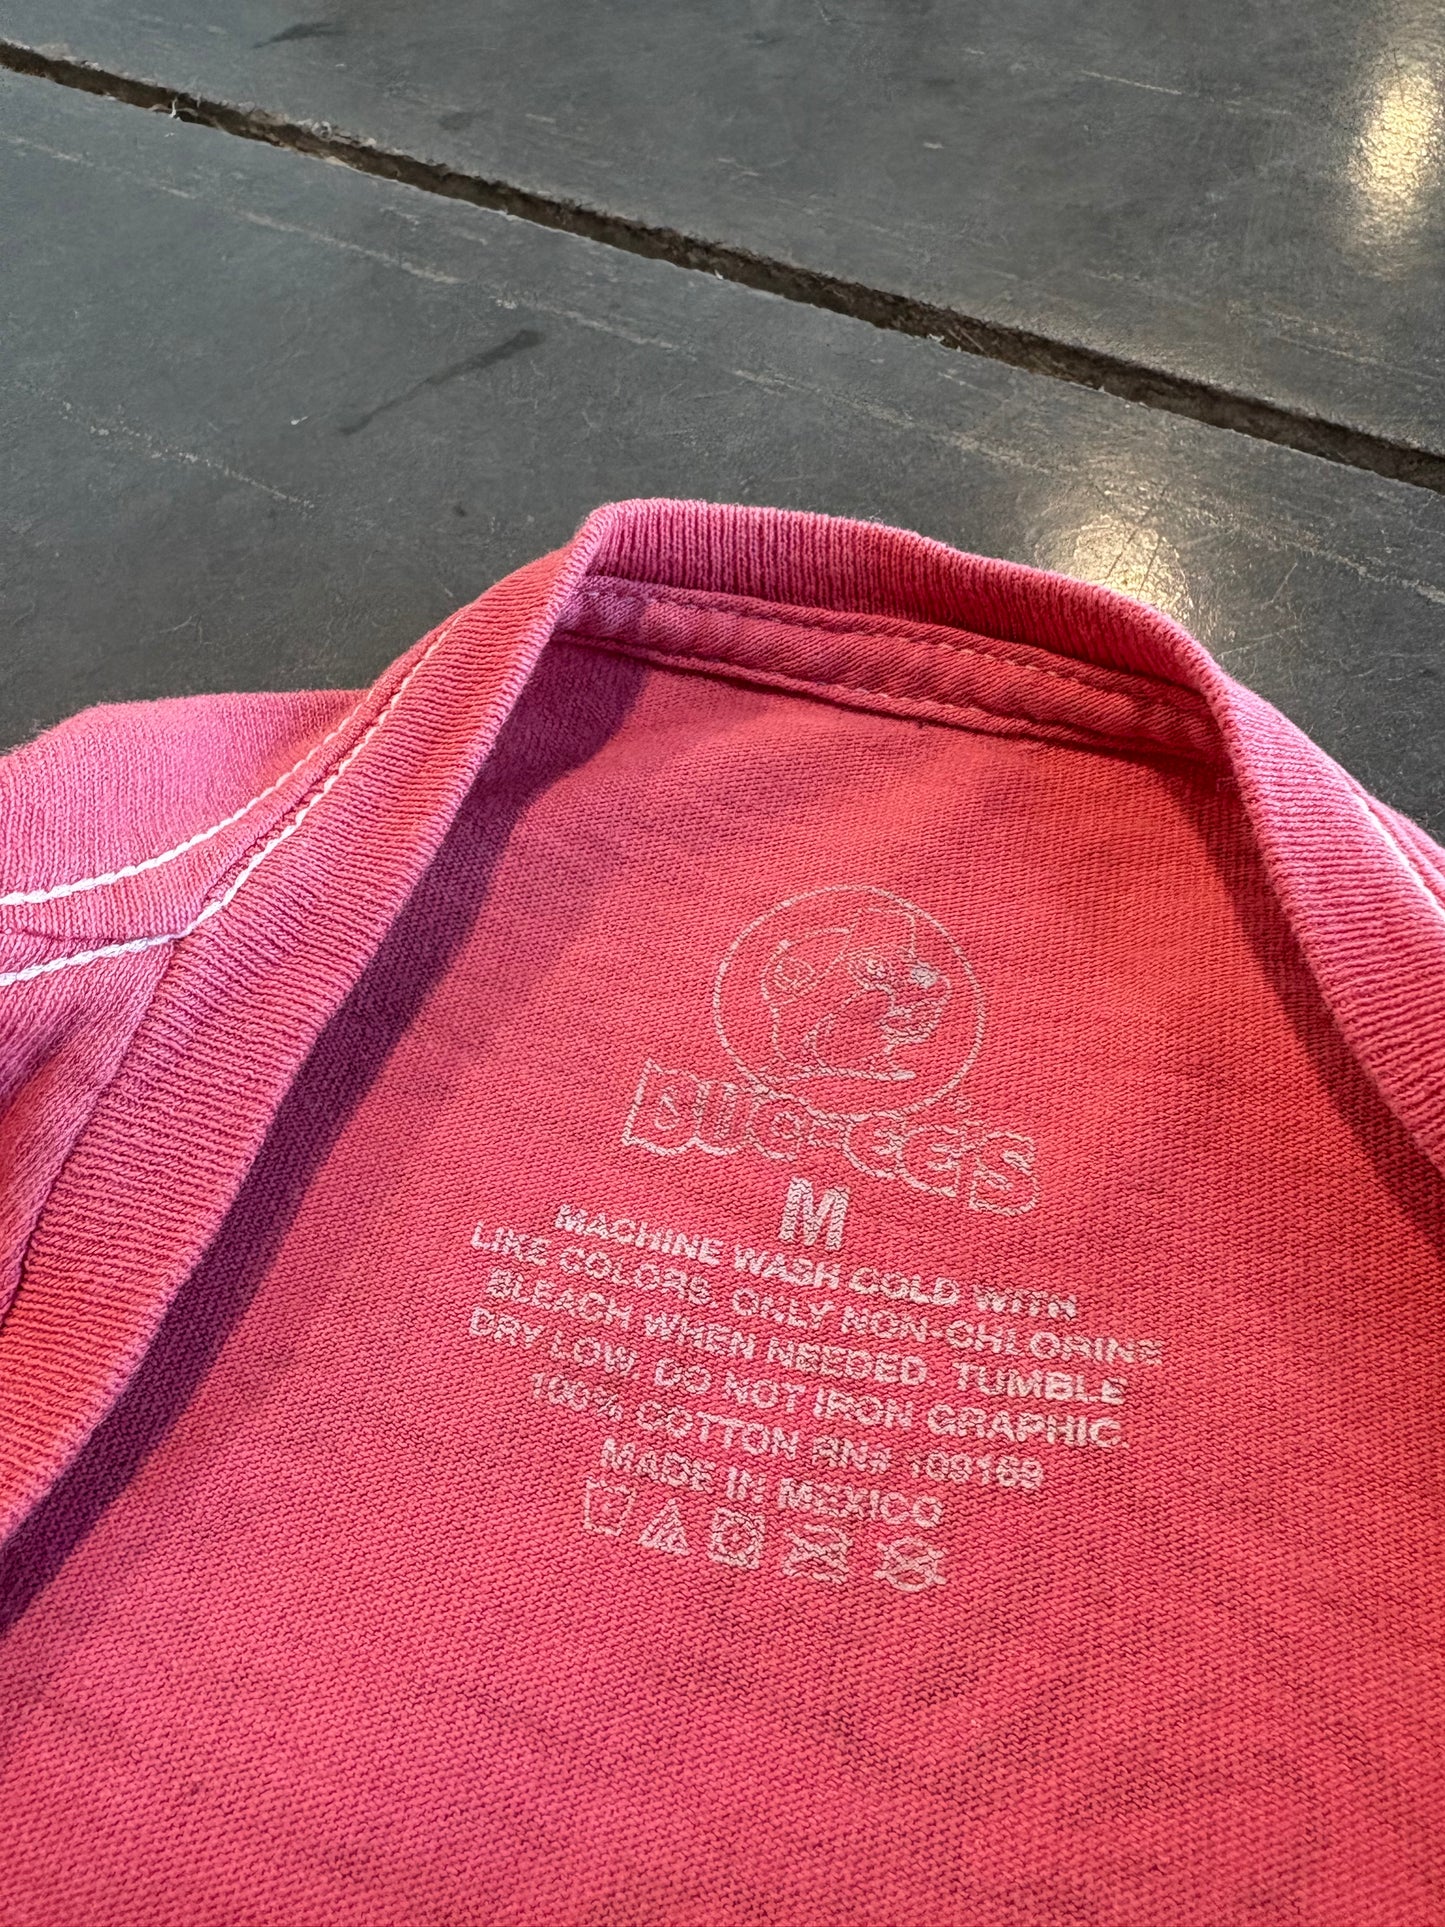 BUC-EE'S
M
MACHINE WASH COLD WITH
LIKE COLORS. ONLY NON-CHLORINE
BLEACH WHEN NEEDED. TUMBLE
DRY LOW. DO NOT IRON GRAPHIC.
100% COTTON RN# 109169
MADE IN MEXICO